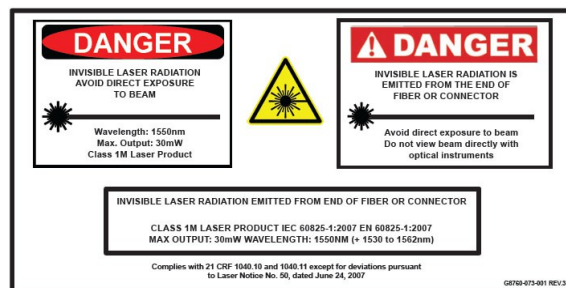 DANGER
INVISIBLE LASER RADIATION
AVOID DIRECT EXPOSURE
TO BEAM
Wavelength: 1550nm
Max. Output: 30mW
Class 1M Laser Product
DANGER
INVISIBLE LASER RADIATION IS
EMITTED FROM THE END OF
FIBER OR CONNECTOR
Avoid direct exposure to beam
Do not view beam directly with
optical instruments
INVISIBLE LASER RADIATION EMITTED FROM END OF FIBER OR CONNECTOR
CLASS 1M LASER PRODUCT IEC 60825-1:2007 EN 60825-1:2007
MAX OUTPUT: 30mW WAVELENGTH: 1550NM (+ 1530 to 1562nm)
Complies with 21 CRF 1040.10 and 1040.11 except for deviations pursuant
to Laser Notice No. 50, dated June 24, 2007
G8760-073-001 REV.3